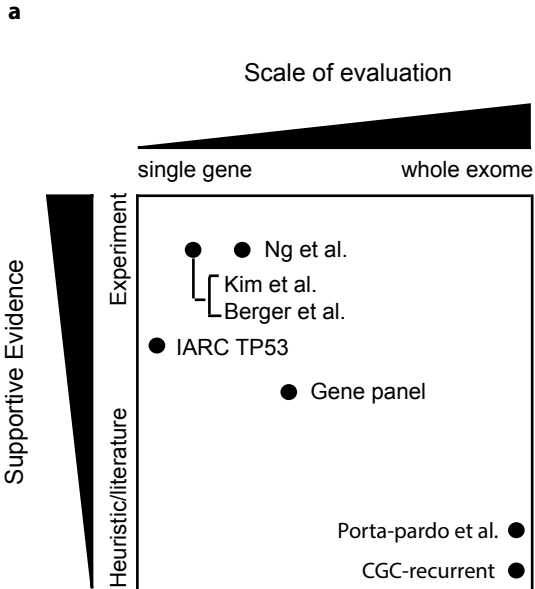 a
Scale of evaluation
single gene
whole exome
Supportive Evidence
Experiment
Heuristic/literature
Ng et al.
Kim et al.
Berger et al.
IARC TP53
Gene panel
Porta-pardo et al.
CGC-recurrent